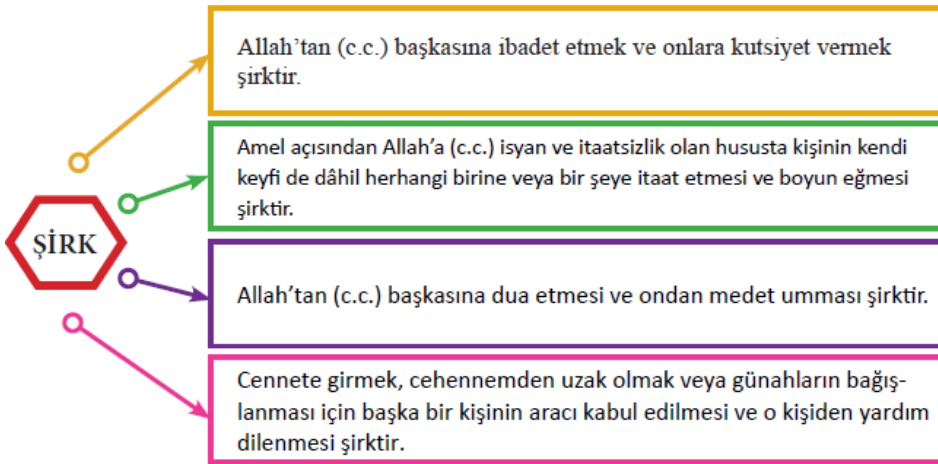 ŞİRK
Allah’tan (c.c.) başkasına ibadet etmek ve onlara kutsiyet vermek
şirktir.
Amel açısından Allah’a (c.c.) isyan ve itaatsizlik olan hususta kişinin kendi
keyfi de dâhil herhangi birine veya bir şeye itaat etmesi ve boyun eğmesi
şirktir.
Allah’tan (c.c.) başkasına dua etmesi ve ondan medet umması şirktir.
Cennete girmek, cehennemden uzak olmak veya günahların bağış-
lanması için başka bir kişinin aracı kabul edilmesi ve o kişiden yardım
dilenmesi şirktir.